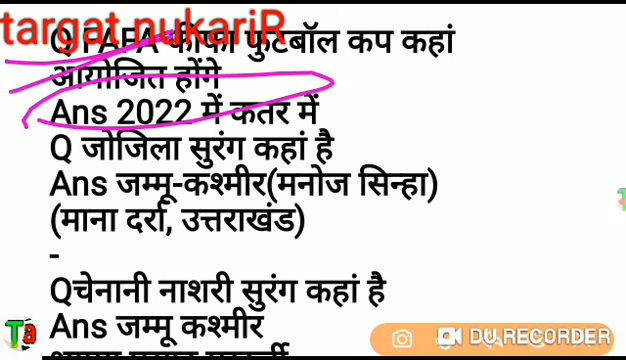 targat nukariR
Q फीफा फुटबॉल कप कहां
आयोजित होंगे
Ans 2022 में कतर में
Q जोजिला सुरंग कहां है
Ans जम्मू-कश्मीर(मनोज सिन्हा)
(माना दर्रा, उत्तराखंड)
-
Qचेनानी नाशरी सुरंग कहां है
Ans जम्मू कश्मीर
Ta
DU RECORDER